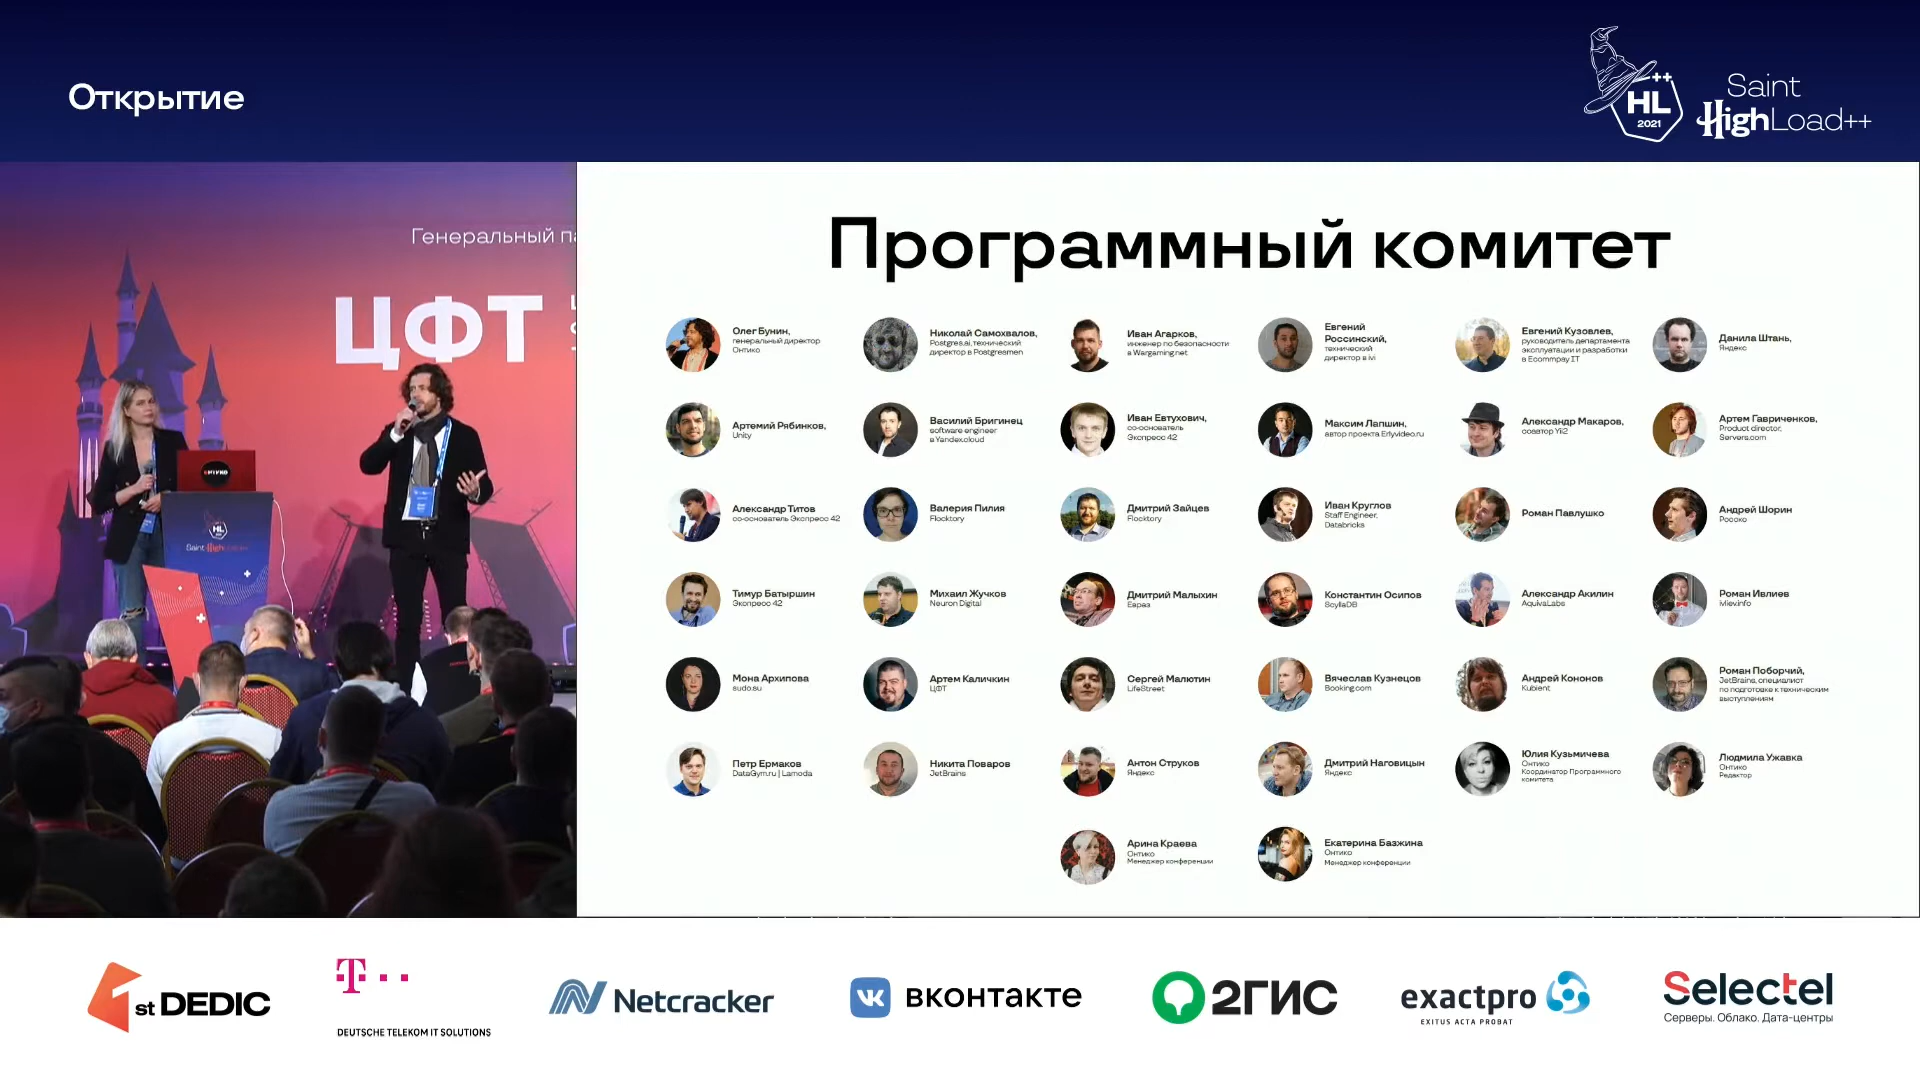 Открытие
++
HL
2021
Saint
HighLoad++
Генеральный па
ЦФТ
ОНТИКО
HL
Saint HighLoad++
Программный комитет
Олег Бунин,
генеральный директор
Онтико
Николай Самохвалов,
Postgres.ai, технический
директор в Postgresmen
Иван Агарков,
инженер по безопасности
в Wargaming.net
Евгений
Россинский,
технический
директор в ivi
Евгений Кузовлев,
руководитель департамента
эксплуатации и разработки
в Ecommpay IT
Данила Штань,
Яндекс
Артемий Рябинков,
Unity
Василий Бригинец
software engineer
в Yandex.cloud
Иван Евтухович,
со-основатель
Экспресс 42
Максим Лапшин,
автор проекта Erlyvideo.ru
Александр Макаров,
соавтор Yii2
Артем Гавриченков,
Product director,
Servers.com
Александр Титов
со-основатель Экспресс 42
Валерия Пилия
Flocktory
Дмитрий Зайцев
Flocktory
Иван Круглов
Staff Engineer,
Databricks
Роман Павлушко
Андрей Шорин
Росоко
Тимур Батыршин
Экспресс 42
Михаил Жучков
Neuron Digital
Дмитрий Малыхин
Евраз
Константин Осипов
ScyllaDB
Александр Акилин
AquivaLabs
Роман Ивлиев
ivliev.info
Мона Архипова
sudo.su
Артем Каличкин
ЦФТ
Сергей Малютин
LifeStreet
Вячеслав Кузнецов
Booking.com
Андрей Кононов
Kubient
Роман Поборчий,
JetBrains, специалист
по подготовке к техническим
выступлениям
Петр Ермаков
DataGym.ru | Lamoda
Никита Поваров
JetBrains
Антон Струков
Яндекс
Дмитрий Наговицын
Яндекс
Юлия Кузьмичева
Онтико
Координатор Программного
комитета
Людмила Ужавка
Онтико
Редактор
Арина Краева
Онтико
Менеджер конференции
Екатерина Базжина
Онтико
Менеджер конференции
1st DEDIC
T
DEUTSCHE TELEKOM IT SOLUTIONS
Netcracker
вконтакте
2ГИС
exactpro
EXITUS ACTA PROBAT
Selectel
Серверы. Облако. Дата-центры